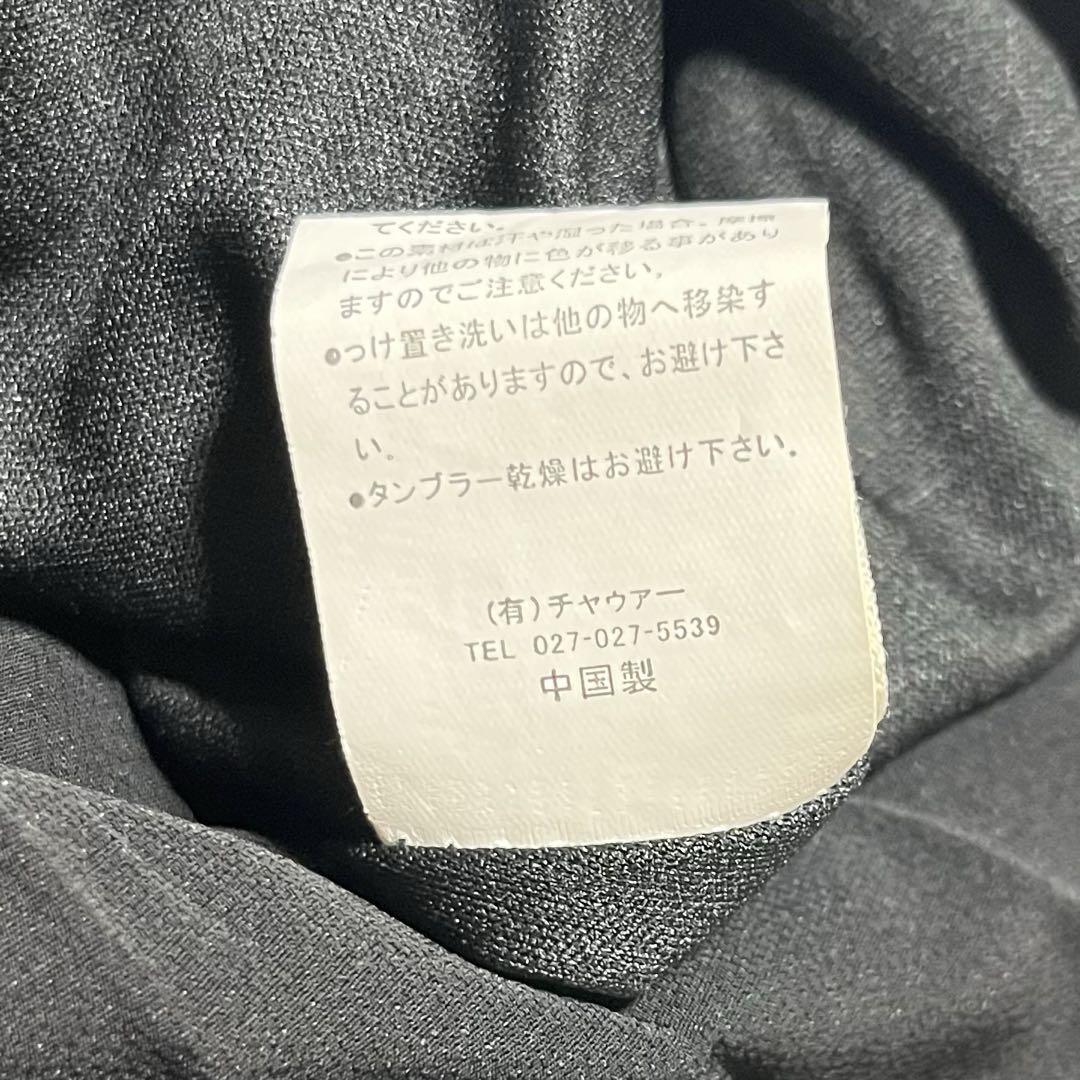 てください。
●この素材は汗や湿った場合、摩擦
により他の物に色が移る事があり
ますのでご注意ください。
●つけ置き洗いは他の物へ移染す
ることがありますので、お避け下さ
い。
●タンブラー乾燥はお避け下さい。
(有)チャウアー
TEL 027-027-5539
中国製